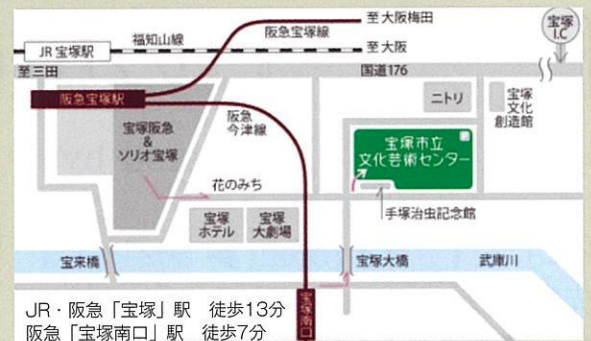 至大阪梅田
阪急宝塚線
宝塚
I.C
福知山線
JR 宝塚駅
至大阪
至三田
国道176
阪急宝塚駅
ニトリ
宝塚
文化
創造館
阪急
今津線
宝塚阪急
&
ソリオ宝塚
P
宝塚市立
文化芸術センター
花のみち
手塚治虫記念館
宝塚
ホテル
宝塚
大劇場
宝来橋
宝塚大橋
武庫川
宝塚南口
JR・阪急「宝塚」駅 徒歩13分
阪急「宝塚南口」駅 徒歩7分